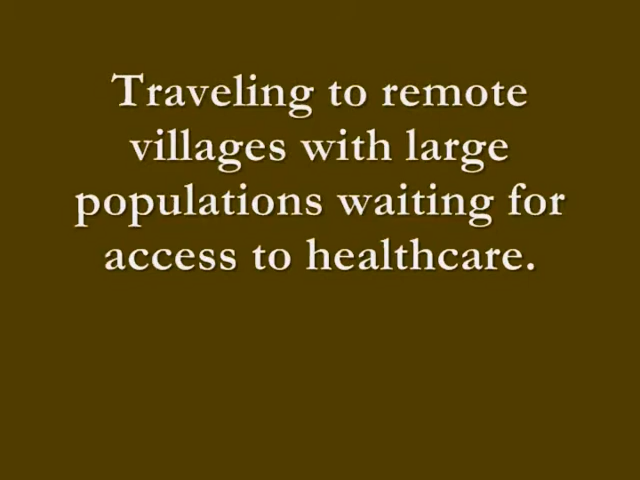 Traveling to remote
villages with large
populations waiting for
access to healthcare.